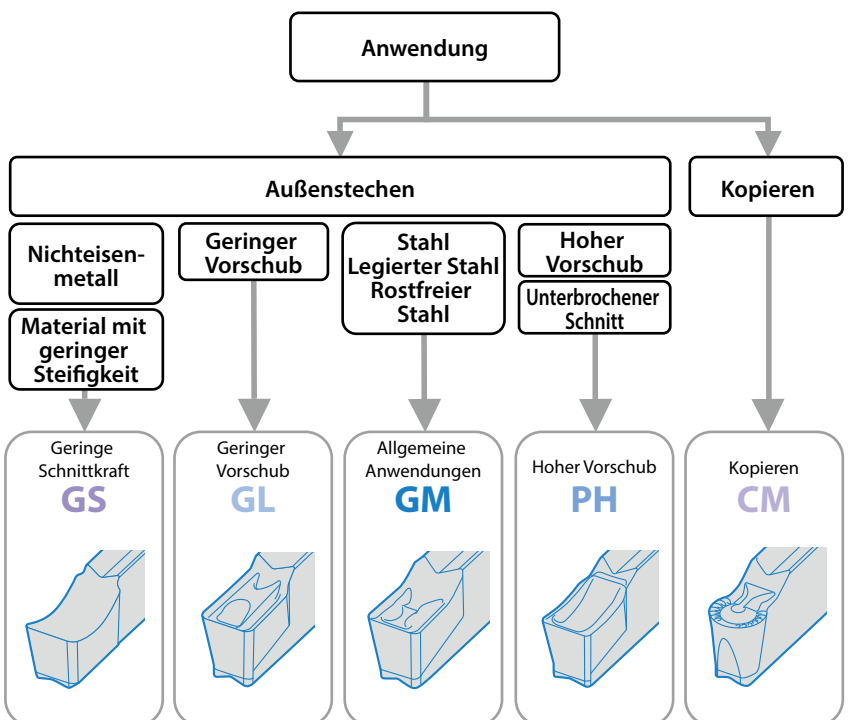 Anwendung
Außenstechen
Kopieren
Nichteisen-
metall
Material mit
geringer
Steifigkeit
Geringer
Vorschub
Stahl
Legierter Stahl
Rostfreier
Stahl
Hoher
Vorschub
Unterbrochener
Schnitt
Geringe
Schnittkraft
GS
Geringer
Vorschub
GL
Allgemeine
Anwendungen
GM
Hoher Vorschub
PH
Kopieren
CM